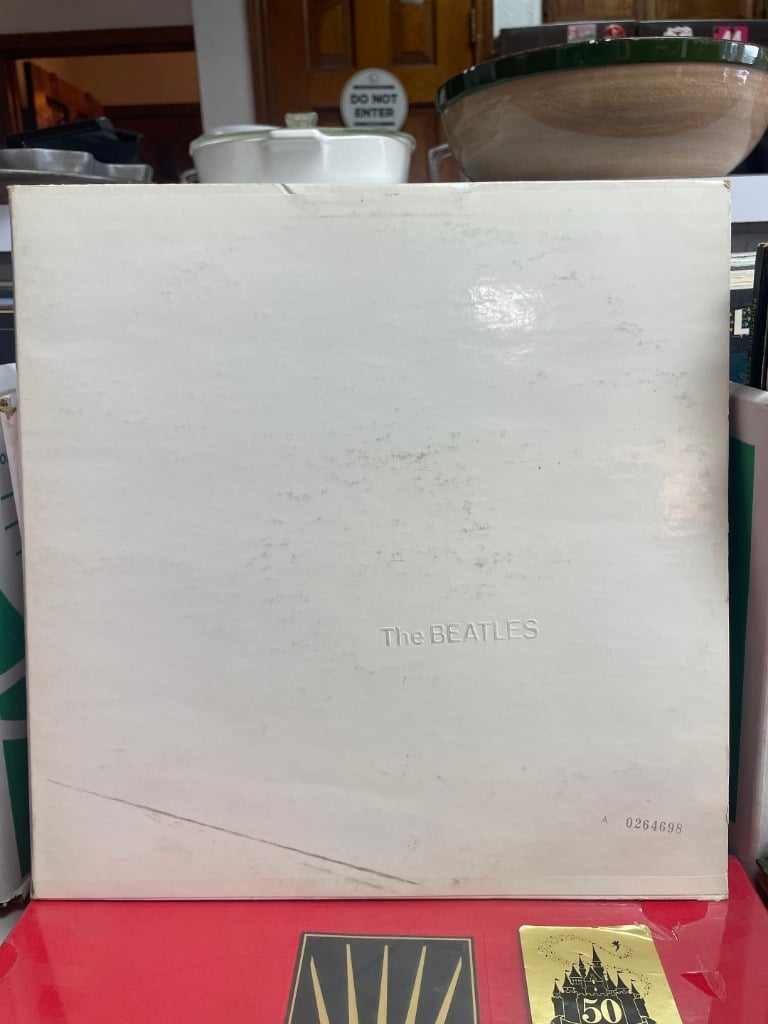 DO NOT
ENTER
The BEATLES
A 0264698
50